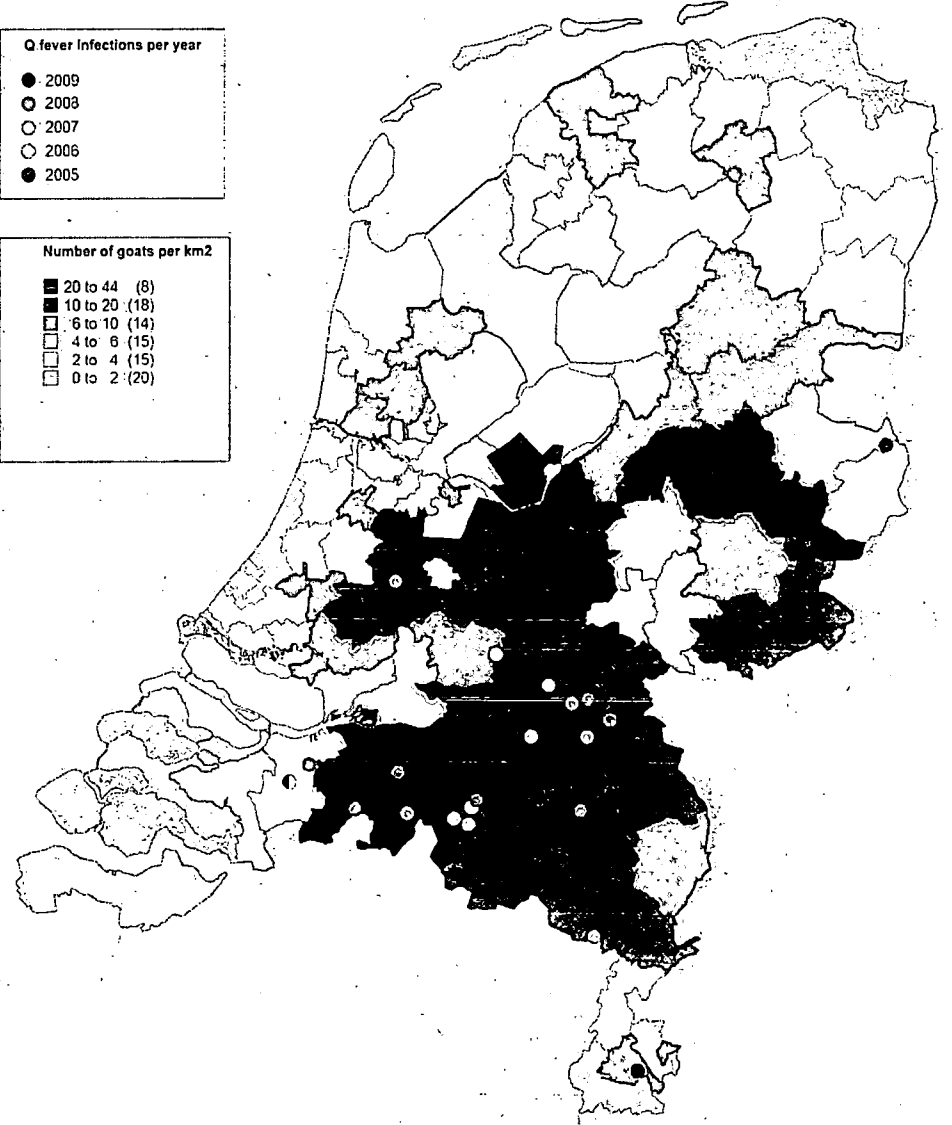 Q fever Infections per year
2009
2008
2007
2006
2005
Number of goats per km2
20 to 44 (8)
10 to 20 (18)
6 to 10 (14)
4 to 6 (15)
2 to 4 (15)
0 to 2 (20)